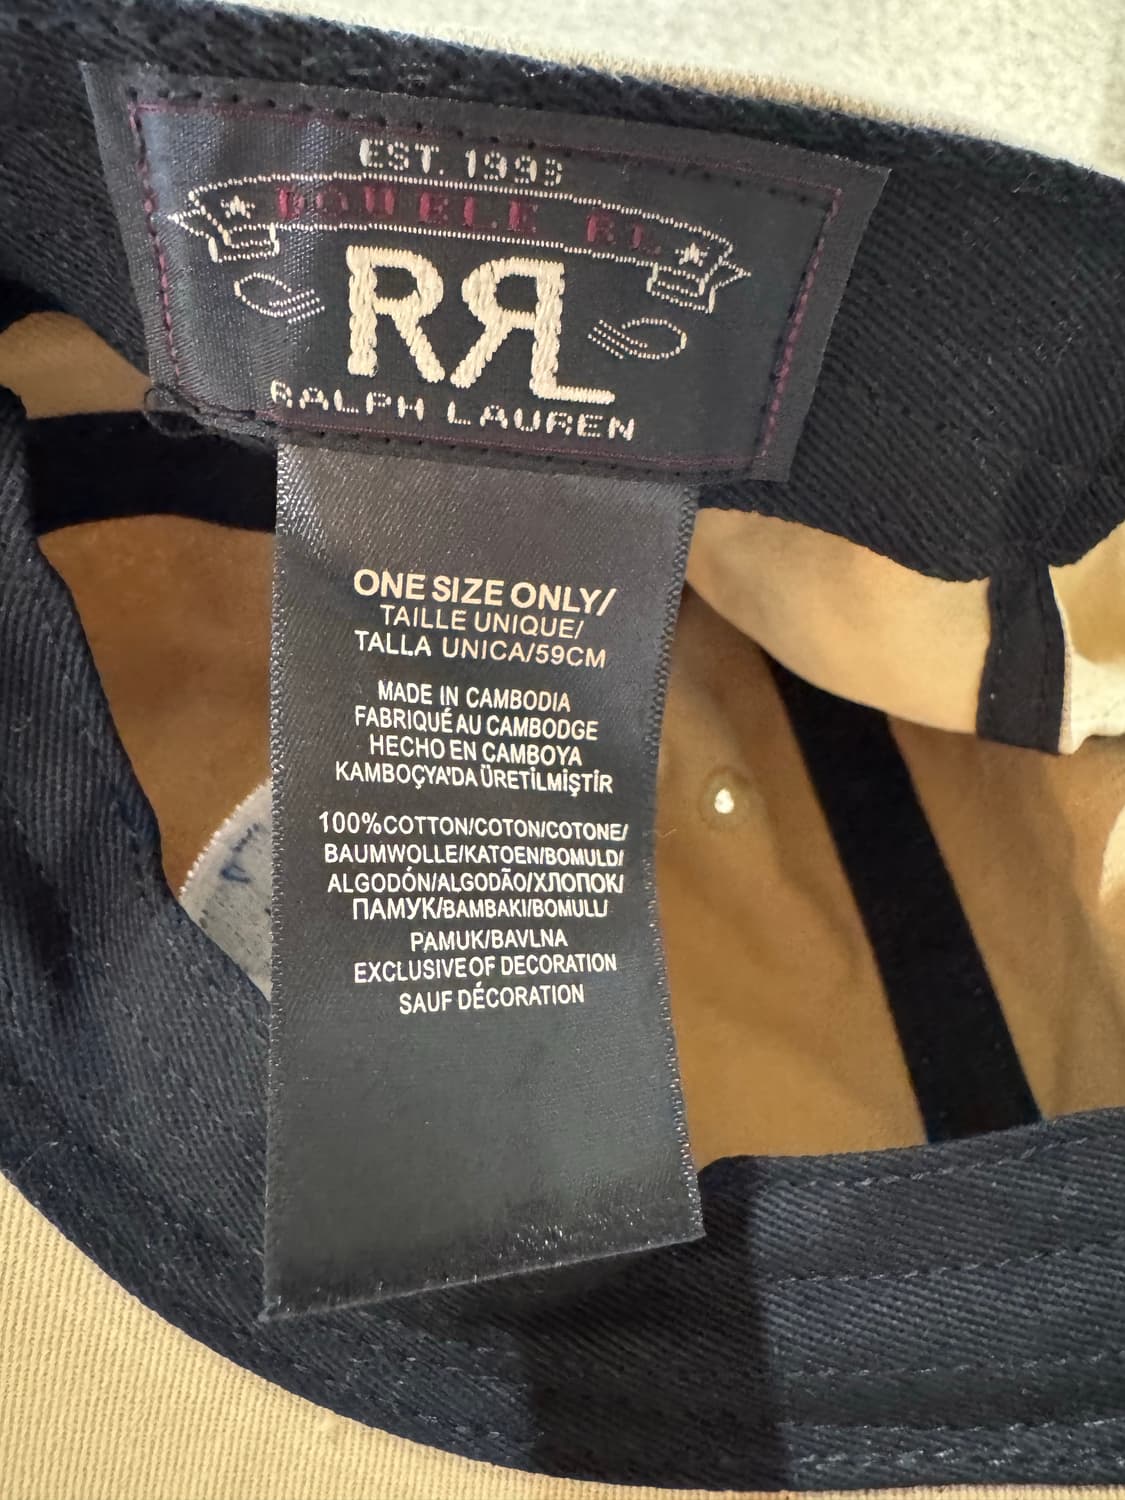 EST. 1993
DOUBLE RL
RRL
RALPH LAUREN
ONE SIZE ONLY/
TAILLE UNIQUE/
TALLA UNICA/59CM
MADE IN CAMBODIA
FABRIQUÉ AU CAMBODGE
HECHO EN CAMBOYA
KAMBOÇYA'DA ÜRETİLMİŞTİR
100%COTTON/COTON/COTONE/
BAUMWOLLE/KATOEN/BOMULD/
ALGODÓN/ALGODÃO/ХЛОПОК/
ПАМУК/BAMBAKI/BOMULL/
PAMUK/BAVLNA
EXCLUSIVE OF DECORATION
SAUF DÉCORATION